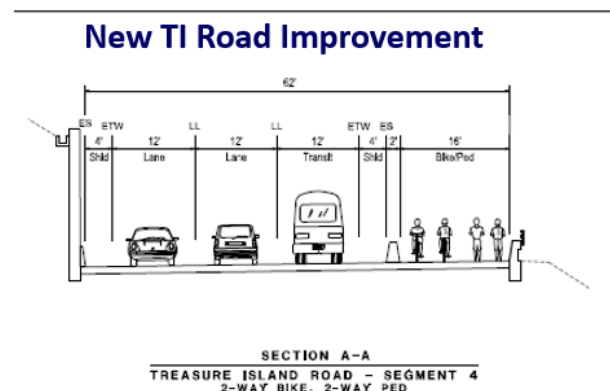 New TI Road Improvement
62'
ES ETW LL LL ETW ES
4' 12' 12' 12' 4' 2' 16'
Shld Lane Lane Transit Shld Bike/Ped
SECTION A-A
TREASURE ISLAND ROAD - SEGMENT 4
2-WAY BIKE, 2-WAY PED